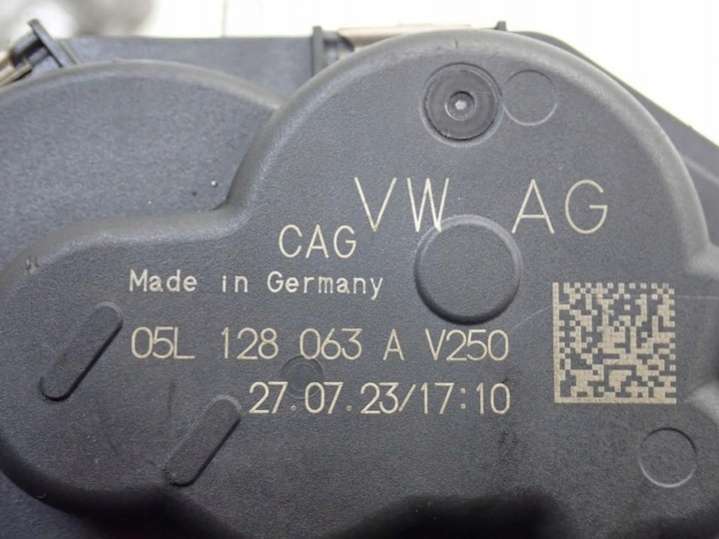 VW AG
CAG
Made in Germany
05L 128 063 A V250
27.07.23/17:10